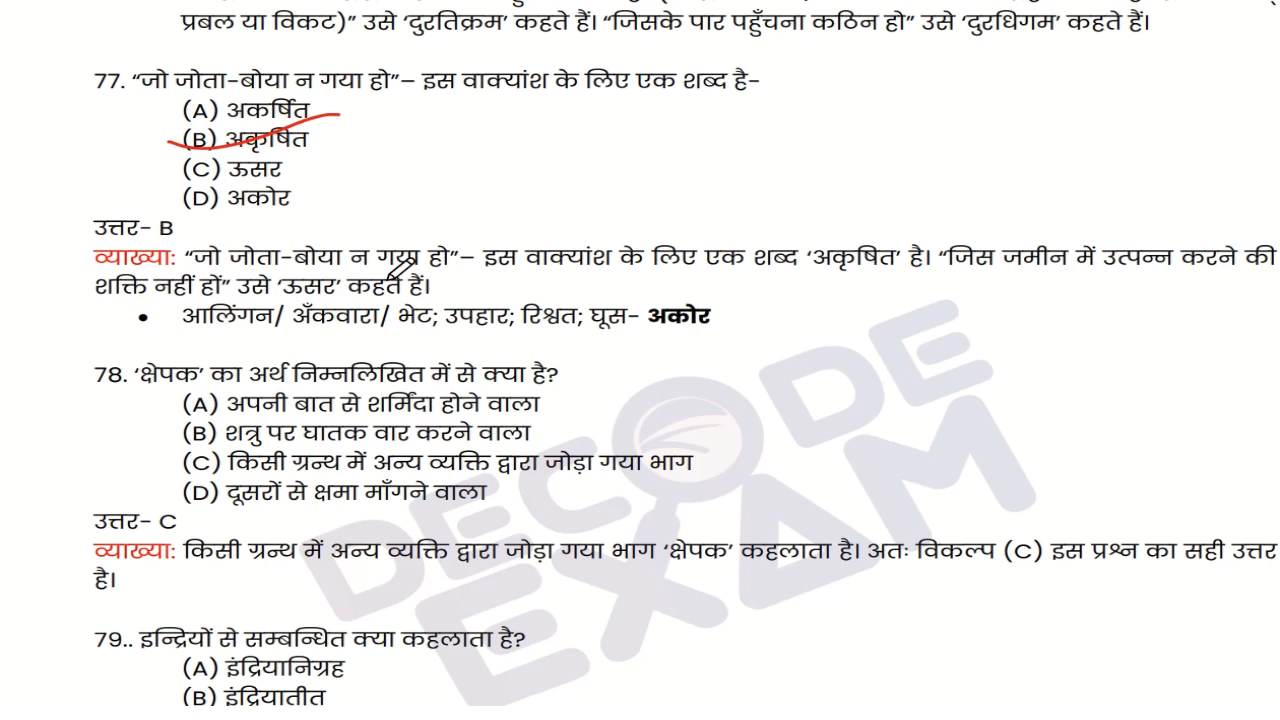 प्रबल या विकट)” उसे ‘दुरतिक्रम’ कहते हैं। “जिसके पार पहुँचना कठिन हो” उसे ‘दुरधिगम’ कहते हैं।
77. “जो जोता-बोया न गया हो”– इस वाक्यांश के लिए एक शब्द है-
(A) अकर्षित
(B) अकृषित
(C) ऊसर
(D) अकोर
उत्तर- B
व्याख्या: “जो जोता-बोया न गया हो”– इस वाक्यांश के लिए एक शब्द ‘अकृषित’ है। “जिस जमीन में उत्पन्न करने की
शक्ति नहीं हों” उसे ‘ऊसर’ कहते हैं।
• आलिंगन/ अँकवारा/ भेट; उपहार; रिश्वत; घूस- अकोर
78. ‘क्षेपक’ का अर्थ निम्नलिखित में से क्या है?
(A) अपनी बात से शर्मिंदा होने वाला
(B) शत्रु पर घातक वार करने वाला
(C) किसी ग्रन्थ में अन्य व्यक्ति द्वारा जोड़ा गया भाग
(D) दूसरों से क्षमा माँगने वाला
उत्तर- C
व्याख्या: किसी ग्रन्थ में अन्य व्यक्ति द्वारा जोड़ा गया भाग ‘क्षेपक’ कहलाता है। अतः विकल्प (C) इस प्रश्न का सही उत्तर
है।
79.. इन्द्रियों से सम्बन्धित क्या कहलाता है?
(A) इंद्रियानिग्रह
(B) इंद्रियातीत
DECODE
EXAM